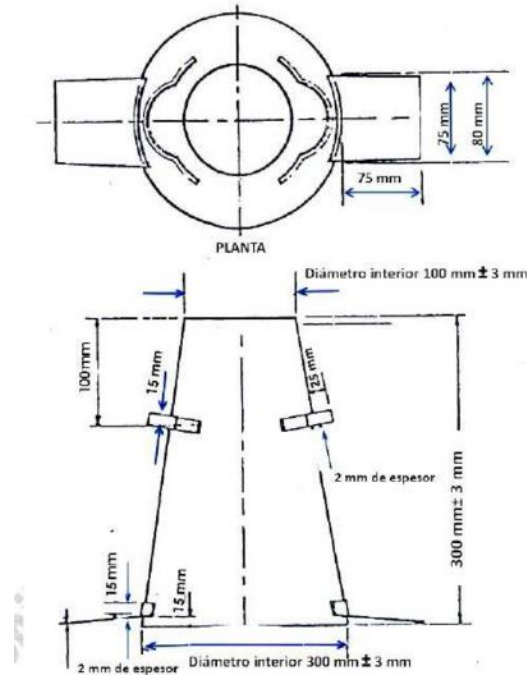 75 mm
80 mm
75 mm
PLANTA
Diámetro interior 100 mm ± 3 mm
100mm
15 mm
25 mm
2 mm de espesor
300 mm± 3 mm
15 mm
15 mm
2 mm de espesor
Diámetro interior 300 mm ± 3 mm